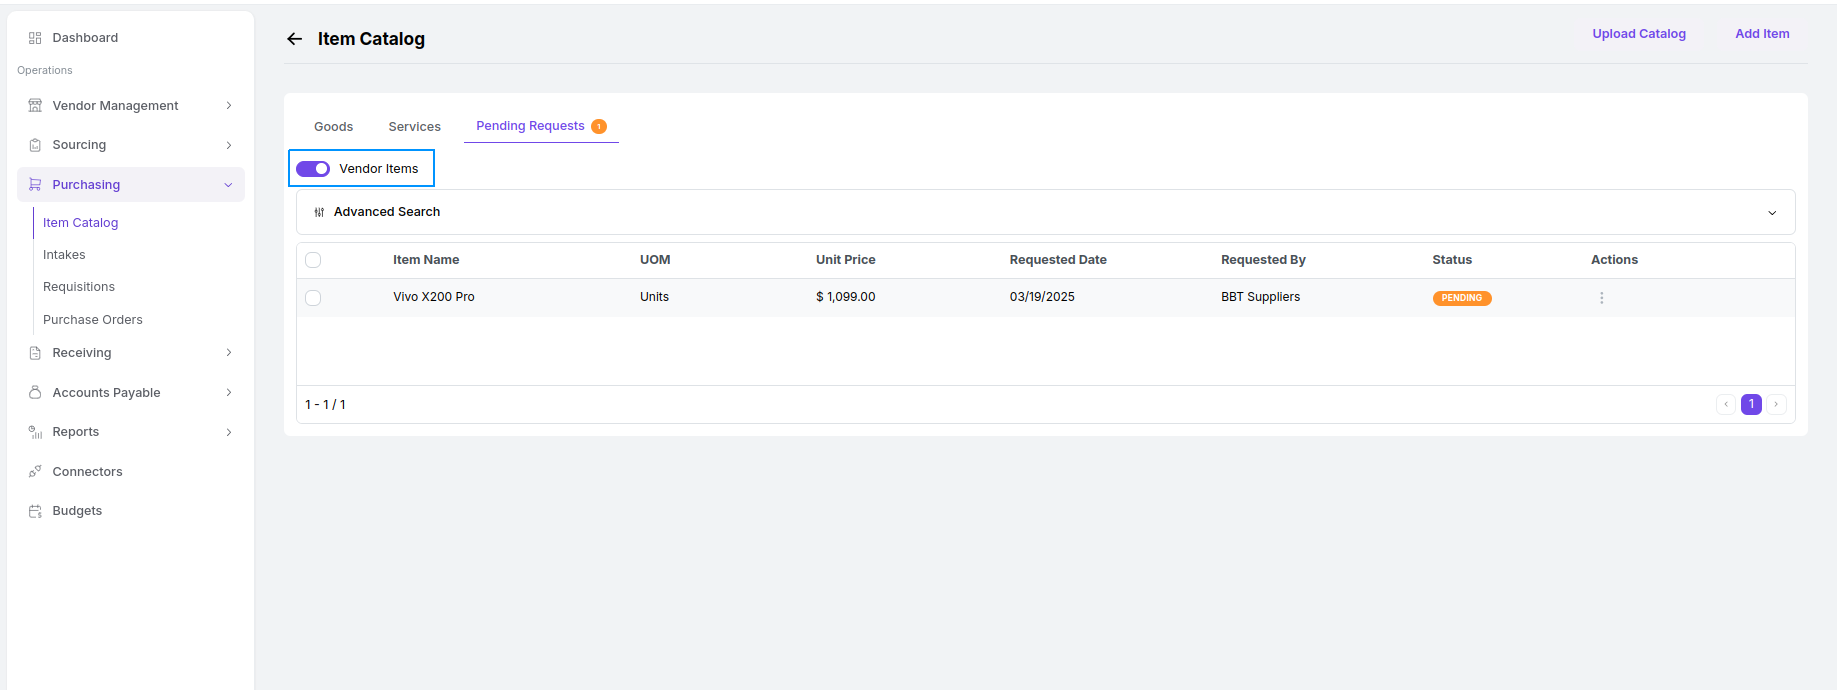 Dashboard
Operations
Vendor Management
Sourcing
Purchasing
Item Catalog
Intakes
Requisitions
Purchase Orders
Receiving
Accounts Payable
Reports
Connectors
Budgets
Item Catalog
Upload Catalog
Add Item
Goods Services Pending Requests 1
Vendor Items
Advanced Search
Item Name UOM Unit Price Requested Date Requested By Status Actions
Vivo X200 Pro Units $ 1,099.00 03/19/2025 BBT Suppliers PENDING
1 - 1 / 1
1